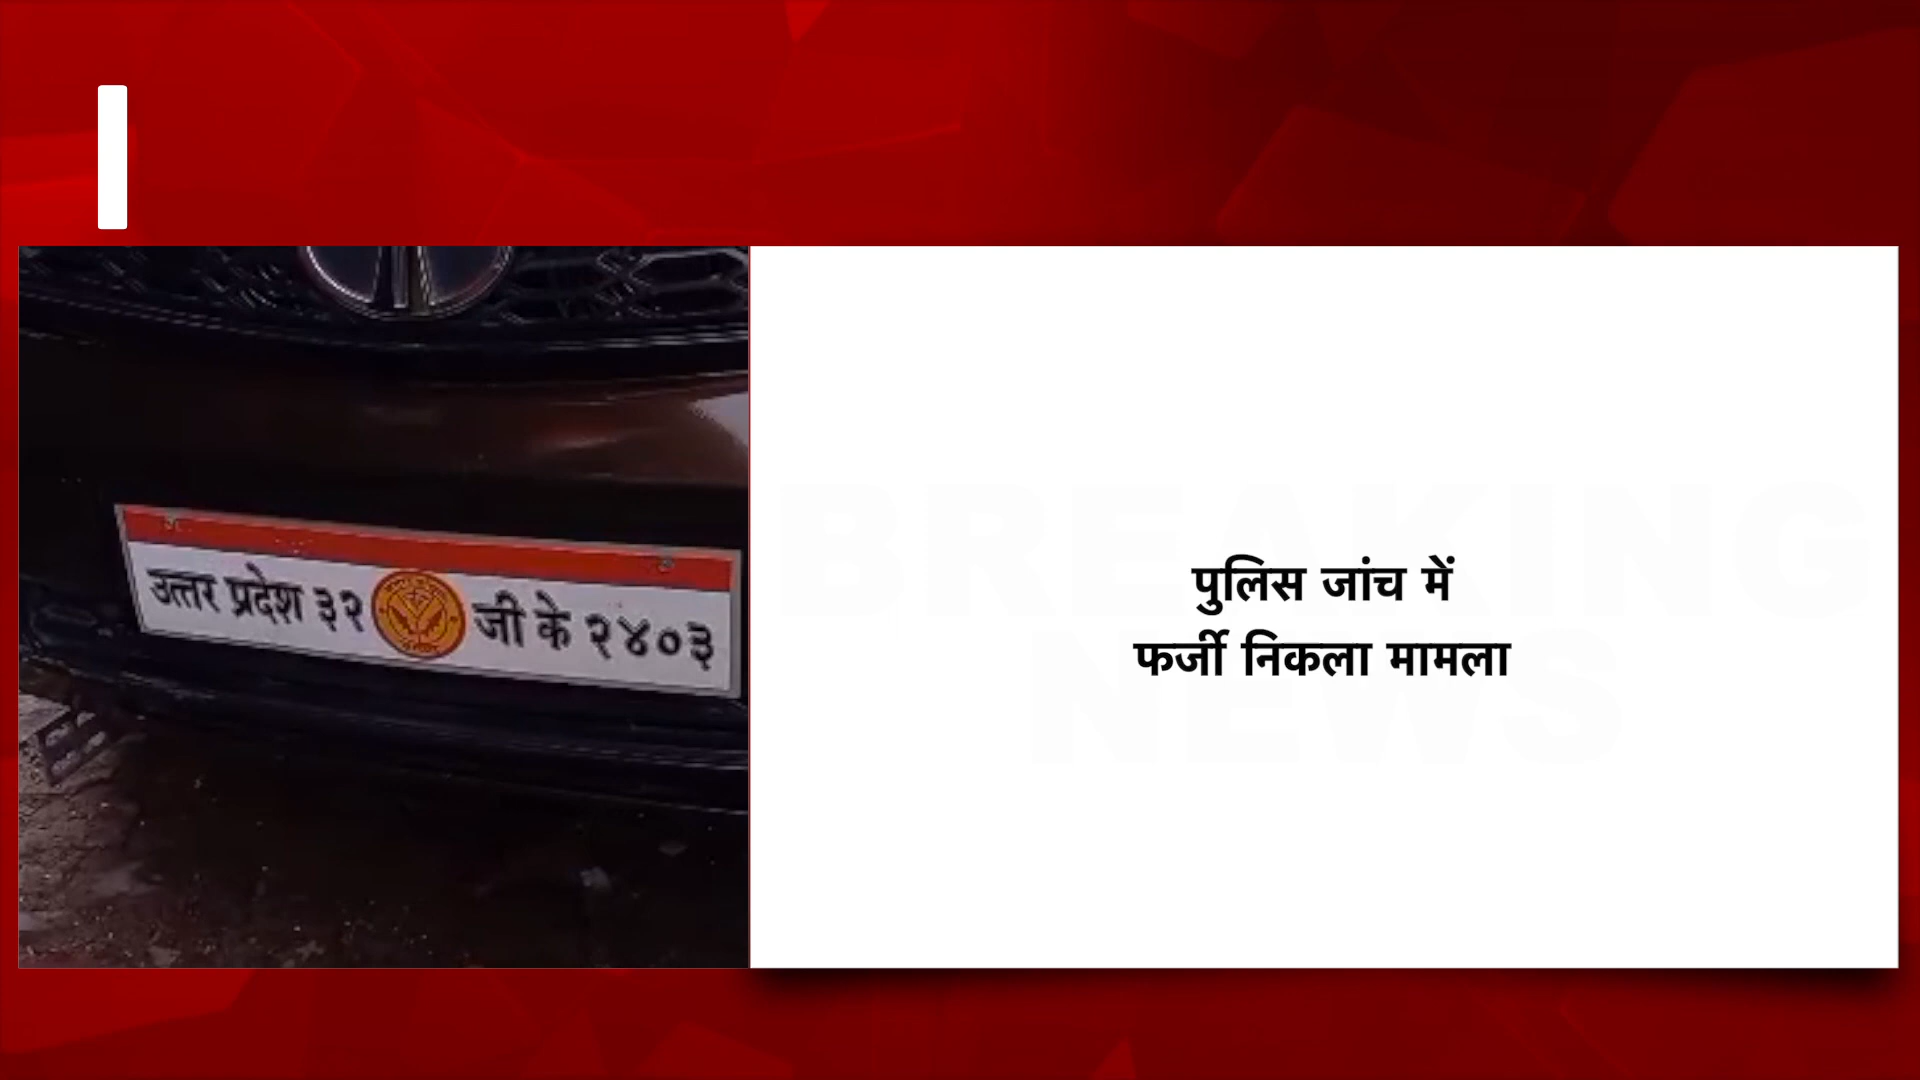 उत्तर प्रदेश ३२ जी के २४०३
BREAKING
NEWS
पुलिस जांच में
फर्जी निकला मामला